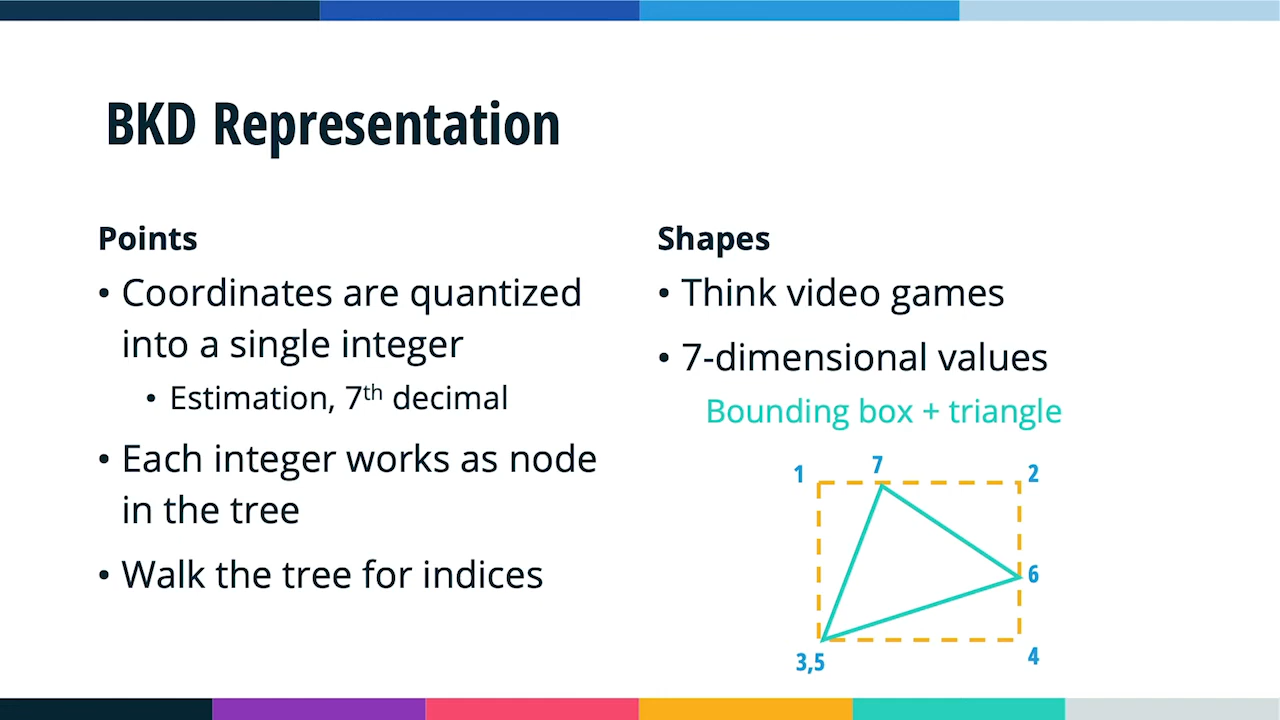 BKD Representation
Points
• Coordinates are quantized
into a single integer
• Estimation, 7th decimal
• Each integer works as node
in the tree
• Walk the tree for indices
Shapes
• Think video games
• 7-dimensional values
Bounding box + triangle
1
7
2
6
3,5
4